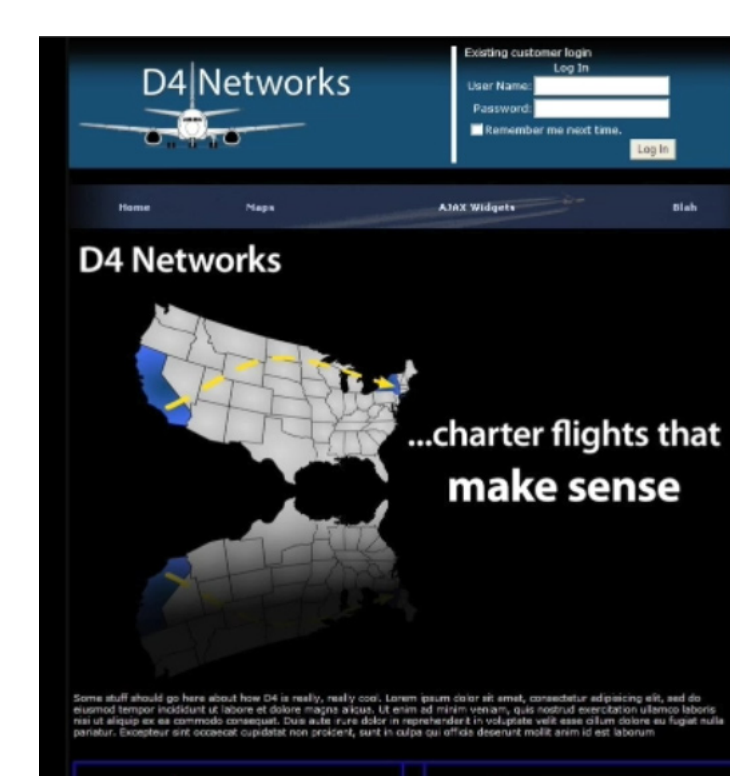 D4 Networks
Existing customer login
Log In
User Name:
Password:
Remember me next time.
Log In
Home Maps AJAX Widgets Blah
D4 Networks
...charter flights that
make sense
Some stuff should go here about how D4 is really, really cool. Lorem ipsum dolor sit amet, consectetur adipisicing elit, sed do
eiusmod tempor incididunt ut labore et dolore magna aliqua. Ut enim ad minim veniam, quis nostrud exercitation ullamco laboris
nisi ut aliquip ex ea commodo consequat. Duis aute irure dolor in reprehenderit in voluptate velit esse cillum dolore eu fugiat nulla
pariatur. Excepteur sint occaecat cupidatat non proident, sunt in culpa qui officia deserunt mollit anim id est laborum